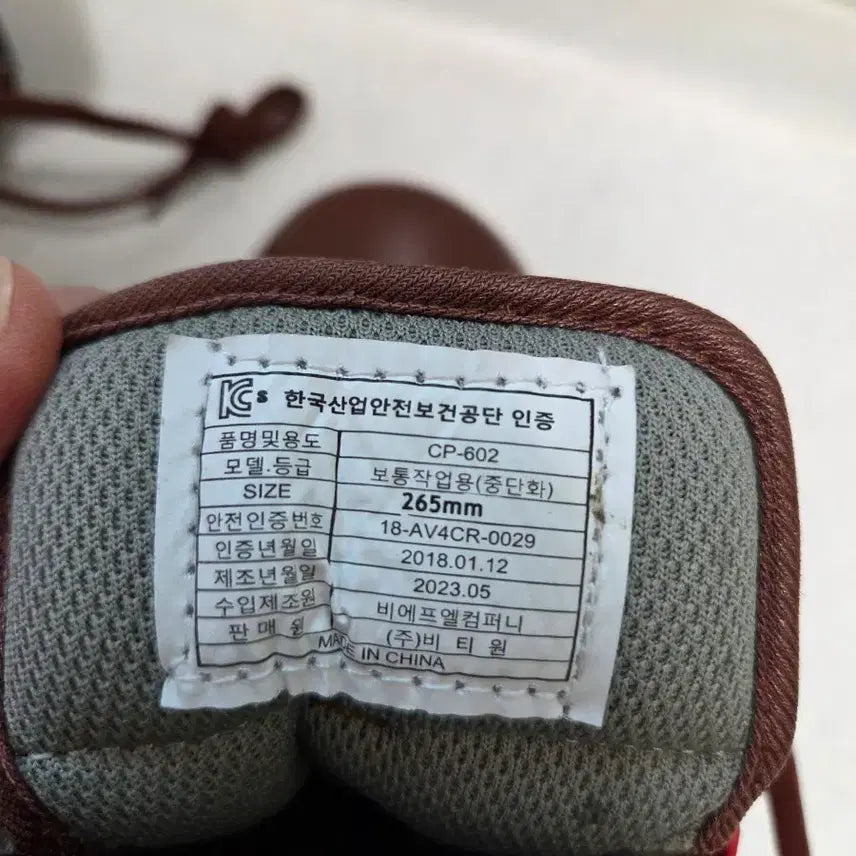 KCs 한국산업안전보건공단 인증
품명및용도 CP-602
모델.등급 보통작업용(중단화)
SIZE 265mm
안전인증번호 18-AV4CR-0029
인증년월일 2018.01.12
제조년월일 2023.05
수입제조원 비에프엘컴퍼니
판매원 (주)비티원
MADE IN CHINA